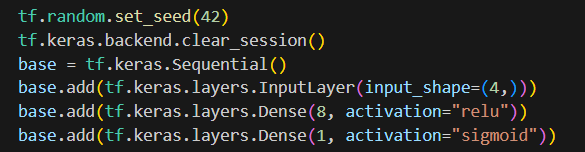 tf.random.set_seed(42)
tf.keras.backend.clear_session()
base = tf.keras.Sequential()
base.add(tf.keras.layers.InputLayer(input_shape=(4,)))
base.add(tf.keras.layers.Dense(8, activation="relu"))
base.add(tf.keras.layers.Dense(1, activation="sigmoid"))